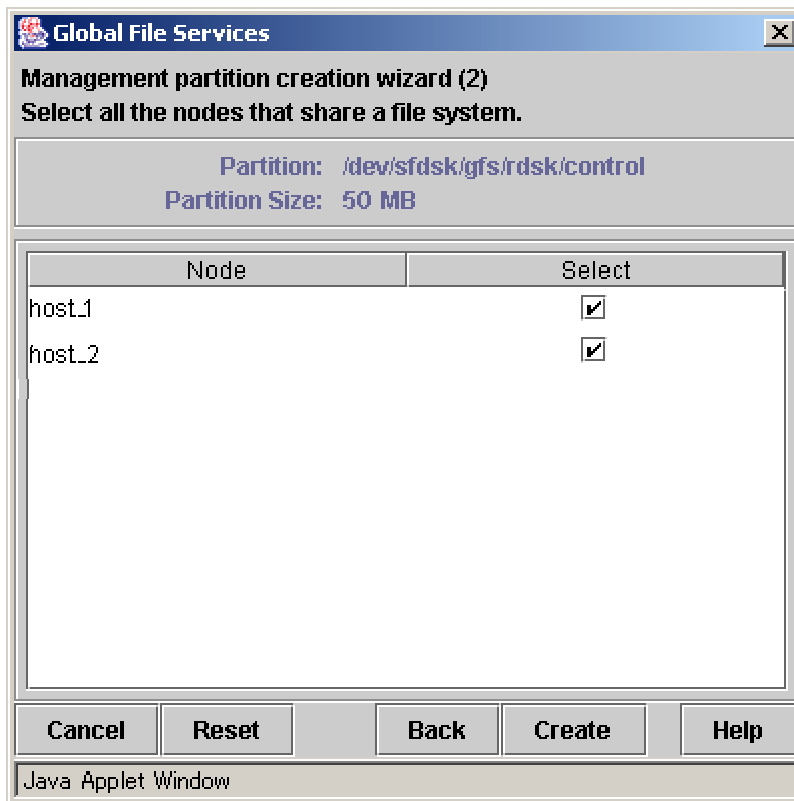 Global File Services
Management partition creation wizard (2)
Select all the nodes that share a file system.
Partition: /dev/sfdsk/gfs/rdsk/control
Partition Size: 50 MB
Node Select
host_1
host_2
Cancel Reset Back Create Help
Java Applet Window